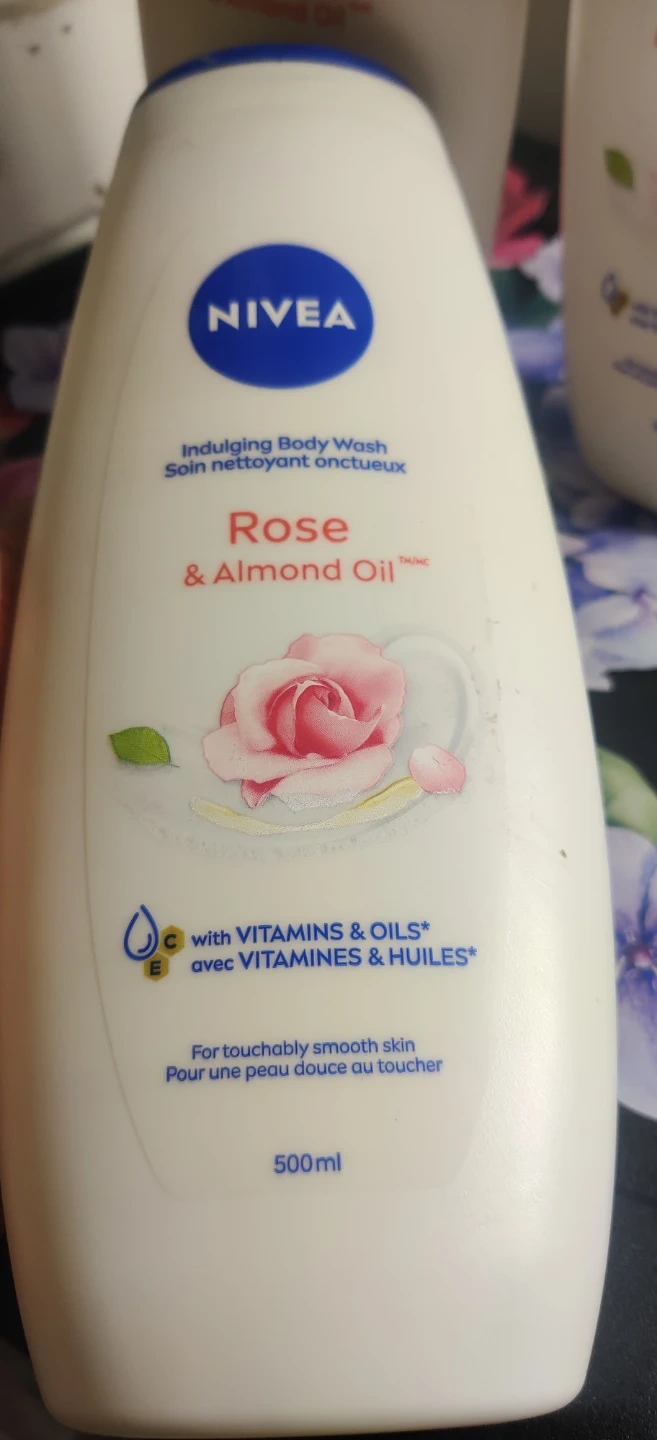 NIVEA
Indulging Body Wash
Soin nettoyant onctueux
Rose
& Almond Oil™/MC
C
E
with VITAMINS & OILS*
avec VITAMINES & HUILES*
For touchably smooth skin
Pour une peau douce au toucher
500ml